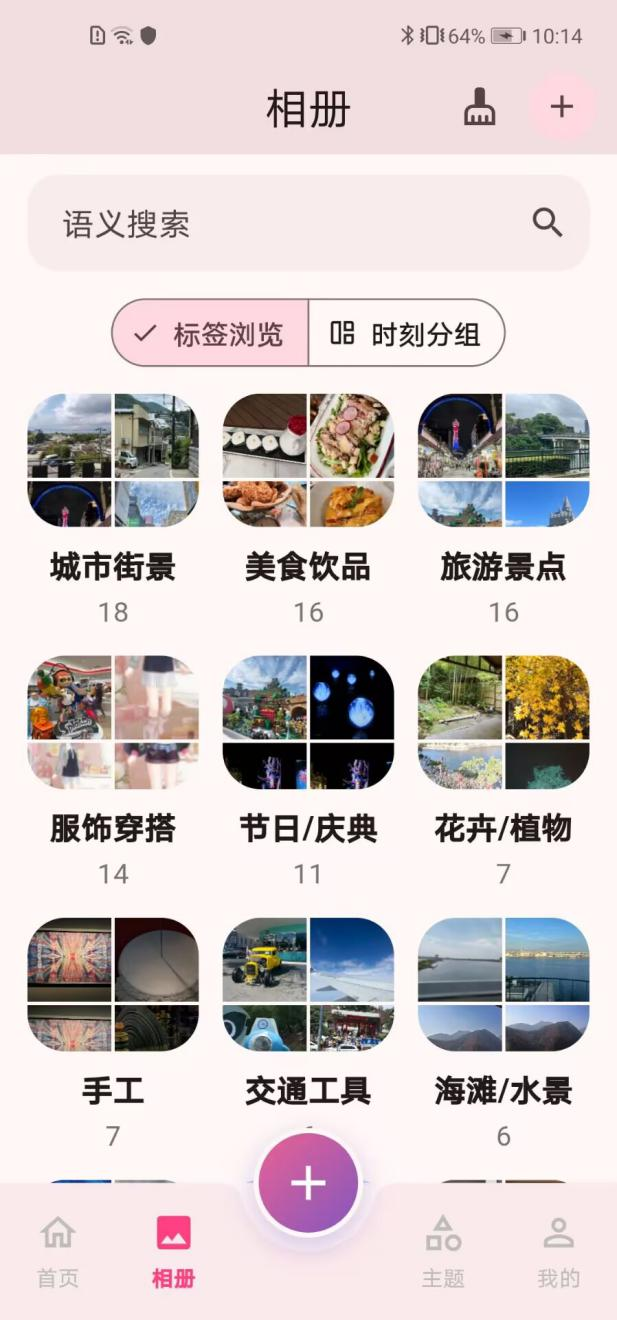 64% 10:14
相册
语义搜索
标签浏览 时刻分组
城市街景 美食饮品 旅游景点
18 16 16
服饰穿搭 节日/庆典 花卉/植物
14 11 7
手工 交通工具 海滩/水景
7 6
首页 相册 主题 我的